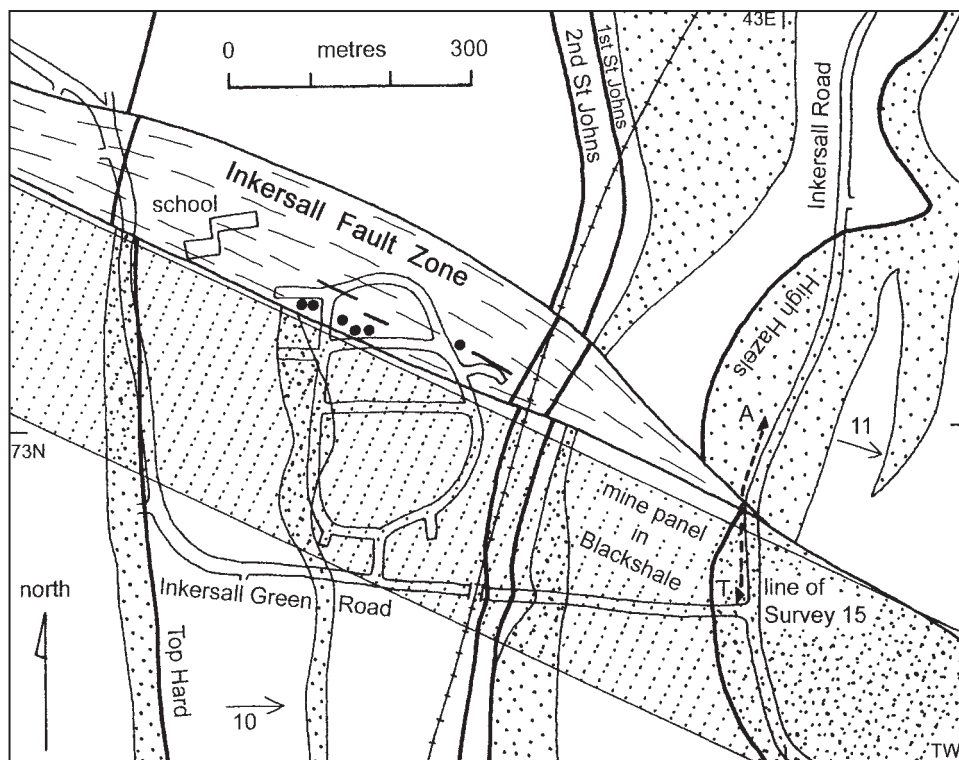 43E
0 metres 300
2nd St Johns
1st St Johns
Inkersall Road
school
Inkersall Fault Zone
High Hazels
A
11
73N
mine panel
in
Blackshale
T
line of
Survey 15
north
Inkersall Green Road
Top Hard
10
TW